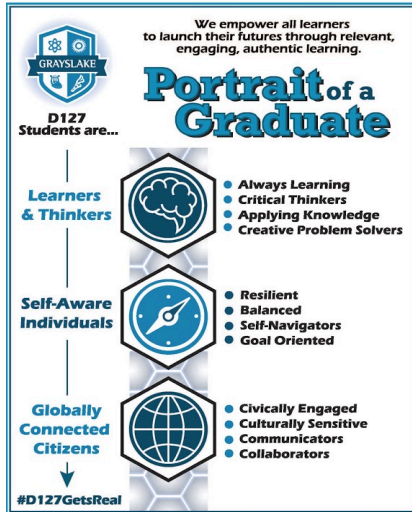 We empower all learners
to launch their futures through relevant,
engaging, authentic learning.
GRAYSLAKE
D127
Students are...
Portrait of a
Graduate
Learners
& Thinkers
Always Learning
Critical Thinkers
Applying Knowledge
Creative Problem Solvers
Self-Aware
Individuals
Resilient
Balanced
Self-Navigators
Goal Oriented
Globally
Connected
Citizens
Civically Engaged
Culturally Sensitive
Communicators
Collaborators
#D127GetsReal